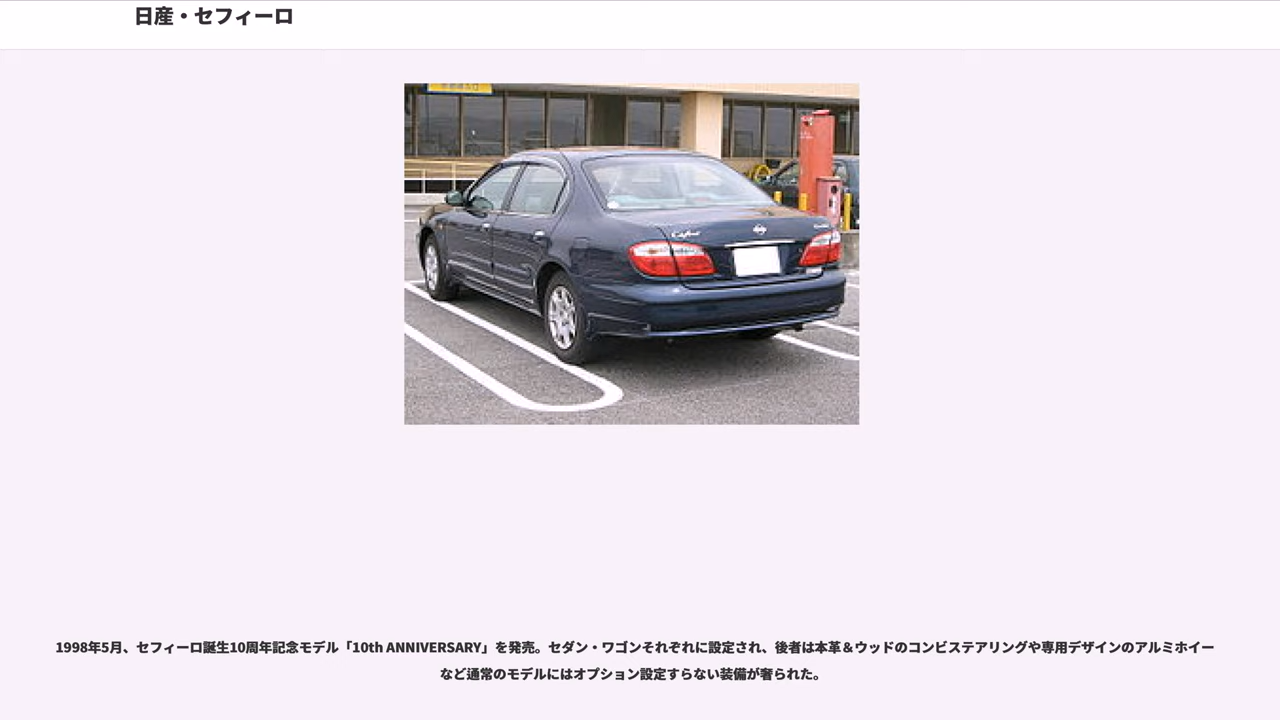 日産・セフィーロ
1998年5月、セフィーロ誕生10周年記念モデル「10th ANNIVERSARY」を発売。セダン・ワゴンそれぞれに設定され、後者は本革＆ウッドのコンビステアリングや専用デザインのアルミホイー
など通常のモデルにはオプション設定すらない装備が奢られた。